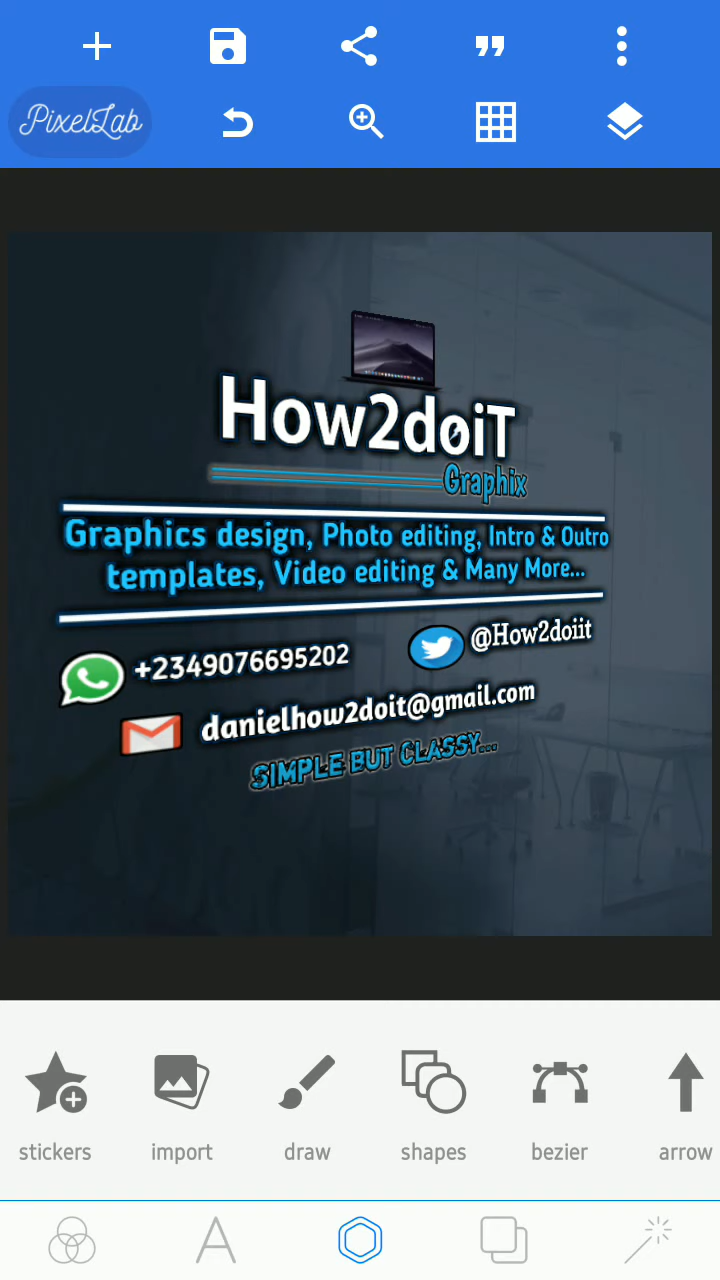 PixelLab
How2doiT
Graphix
Graphics design, Photo editing, Intro & Outro
templates, Video editing & Many More...
+2349076695202
@How2doiit
danielhow2doit@gmail.com
SIMPLE BUT CLASSY...
stickers import draw shapes bezier arrow